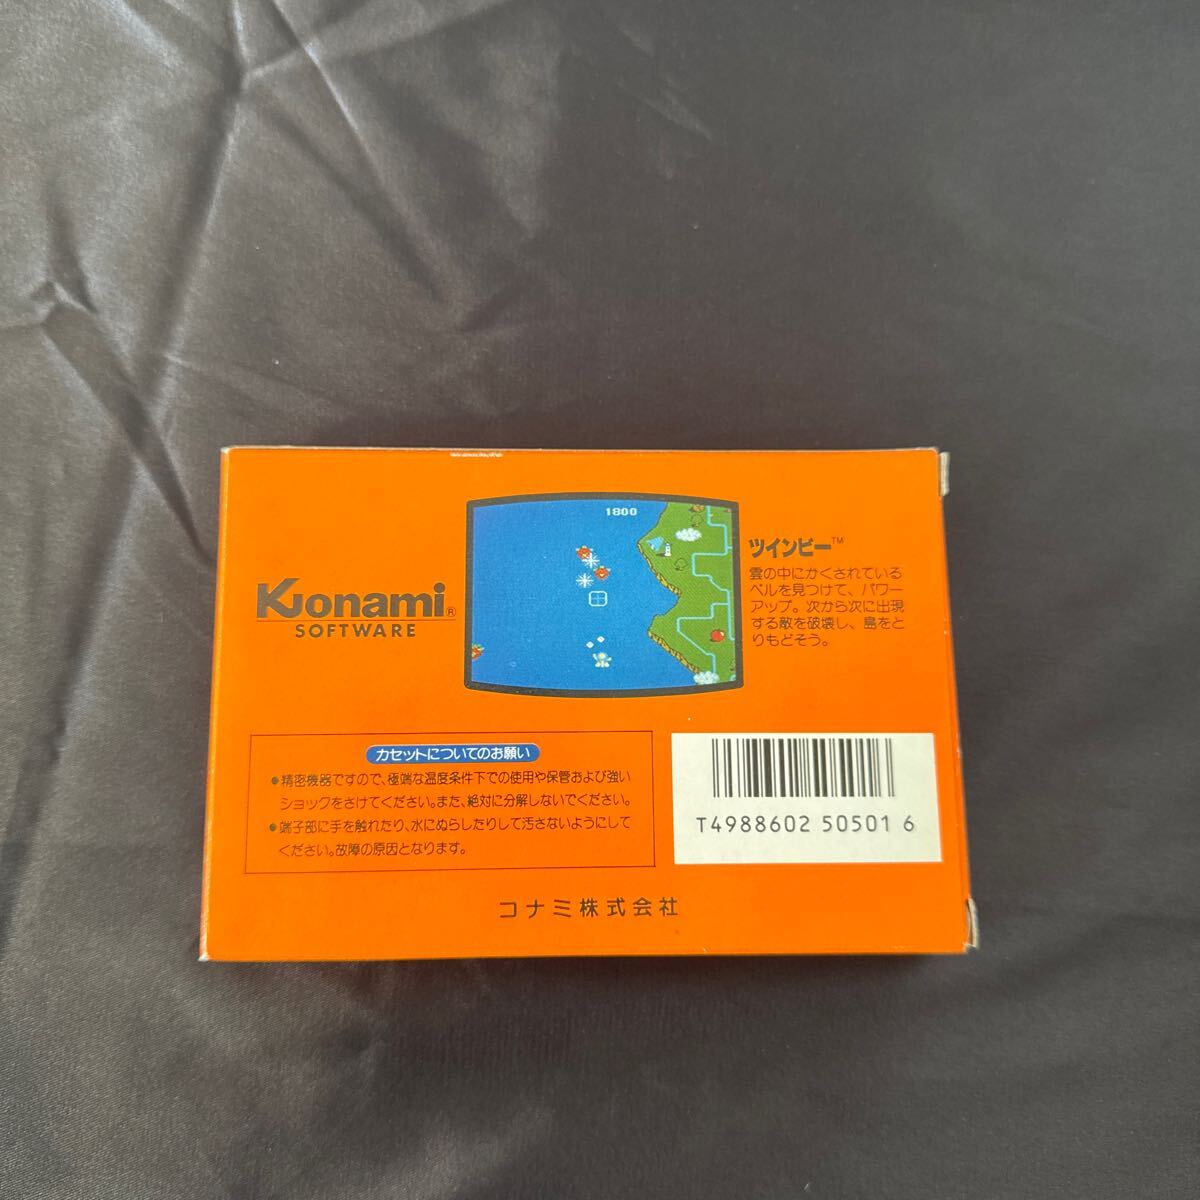 Konami®
SOFTWARE
1800
ツインビー™
雲の中にかくされている
ベルを見つけて、パワー
アップ。次から次に出現
する敵を破壊し、島をと
りもどそう。
カセットについてのお願い
●精密機器ですので、極端な温度条件下での使用や保管および強い
ショックをさけてください。また、絶対に分解しないでください。
●端子部に手を触れたり、水にぬらしたりして汚さないようにして
ください。故障の原因となります。
T4988602 50501 6
コナミ株式会社